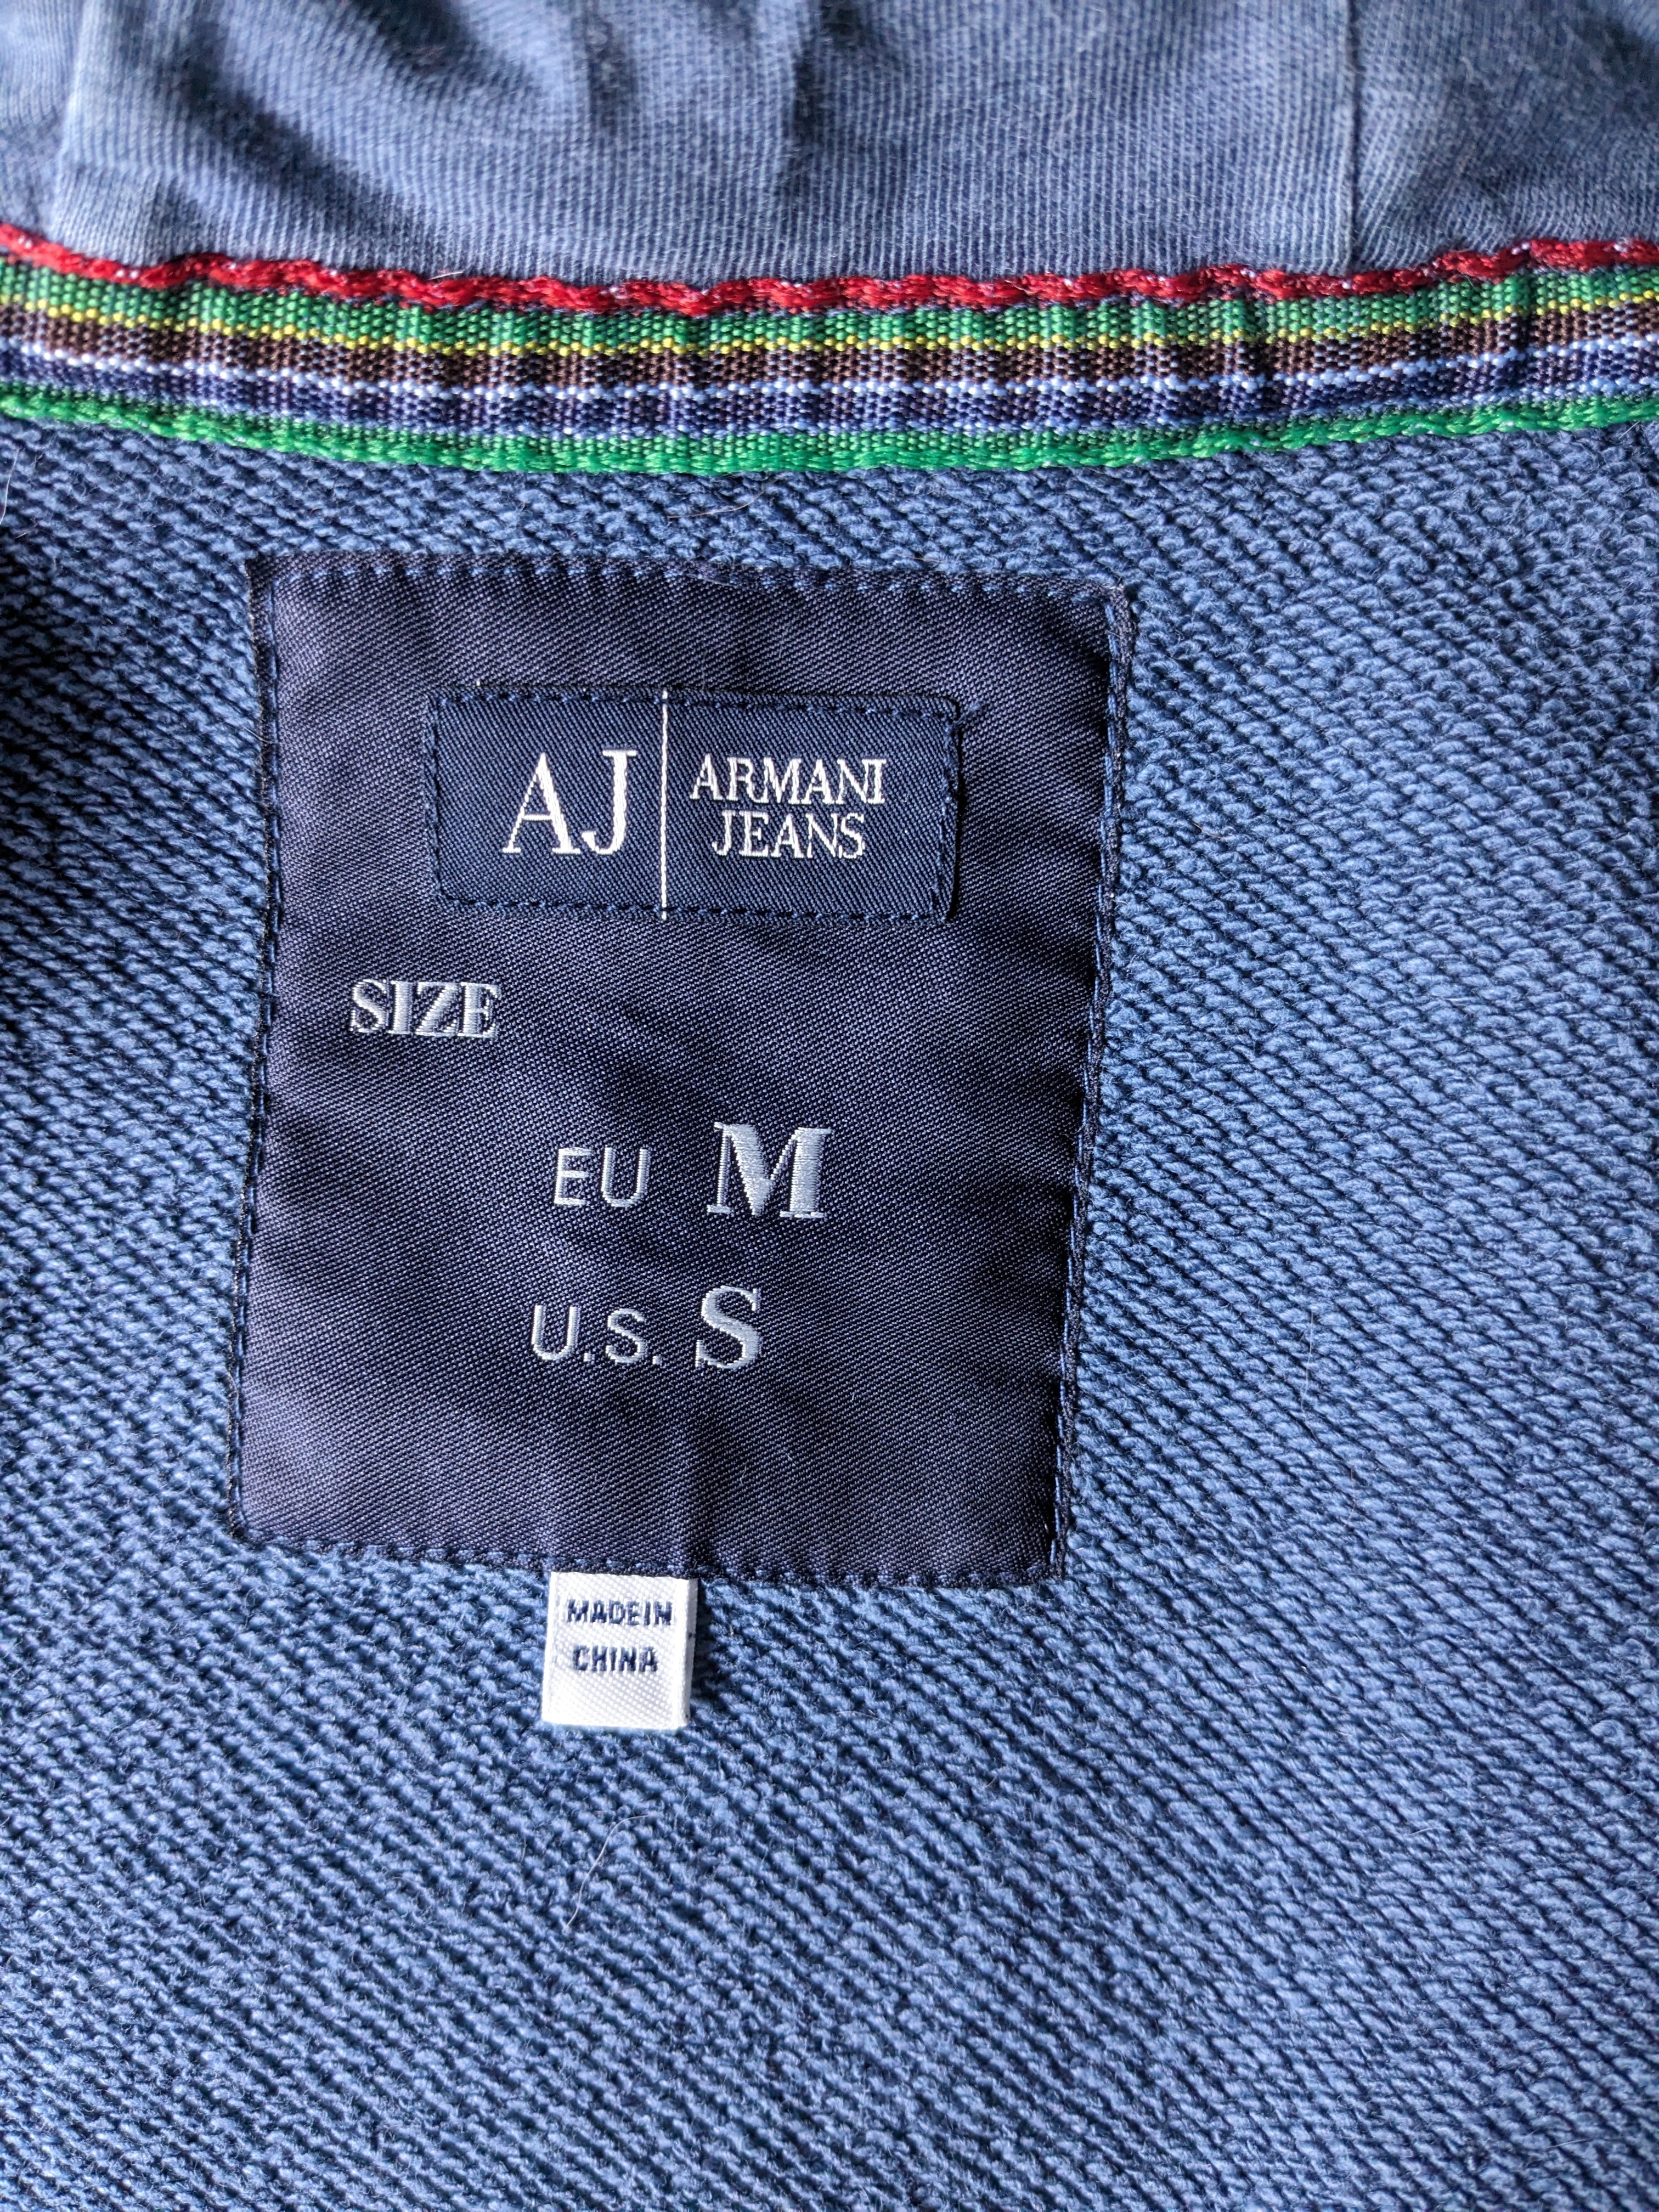 AJ ARMANI
JEANS
SIZE
EU M
U.S. S
MADE IN
CHINA